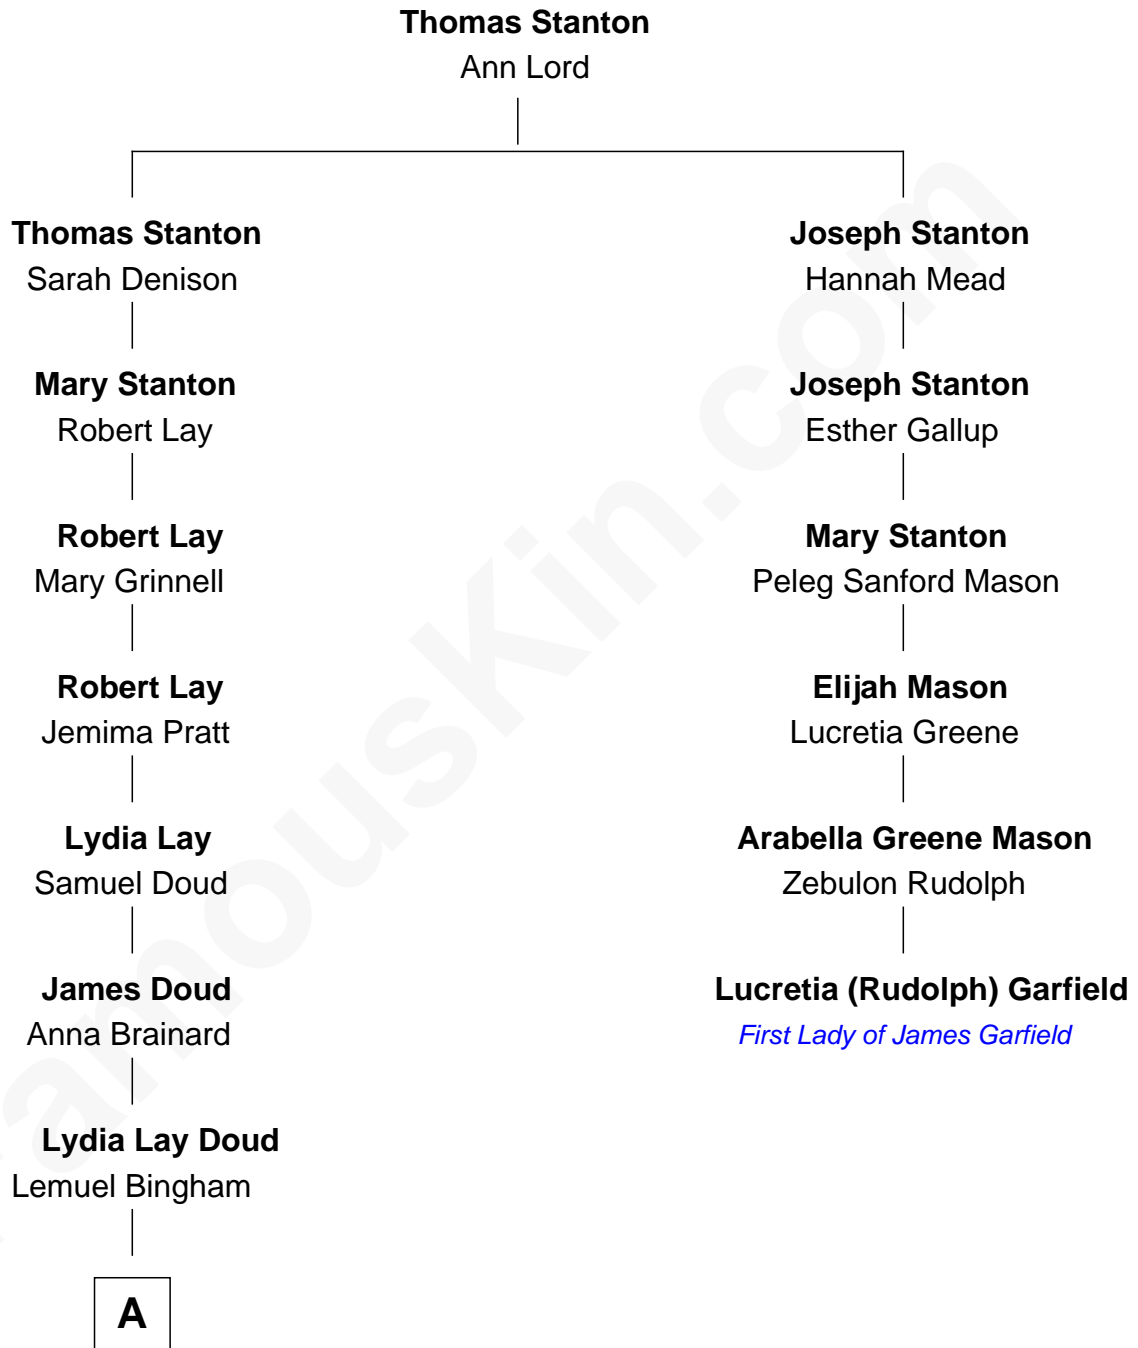 Thomas Stanton
Ann Lord
Thomas Stanton
Sarah Denison
Joseph Stanton
Hannah Mead
Mary Stanton
Robert Lay
Joseph Stanton
Esther Gallup
Robert Lay
Mary Grinnell
Mary Stanton
Peleg Sanford Mason
Robert Lay
Jemima Pratt
Elijah Mason
Lucretia Greene
Lydia Lay
Samuel Doud
Arabella Greene Mason
Zebulon Rudolph
James Doud
Anna Brainard
Lucretia (Rudolph) Garfield
First Lady of James Garfield
Lydia Lay Doud
Lemuel Bingham
A
FamousKin.com